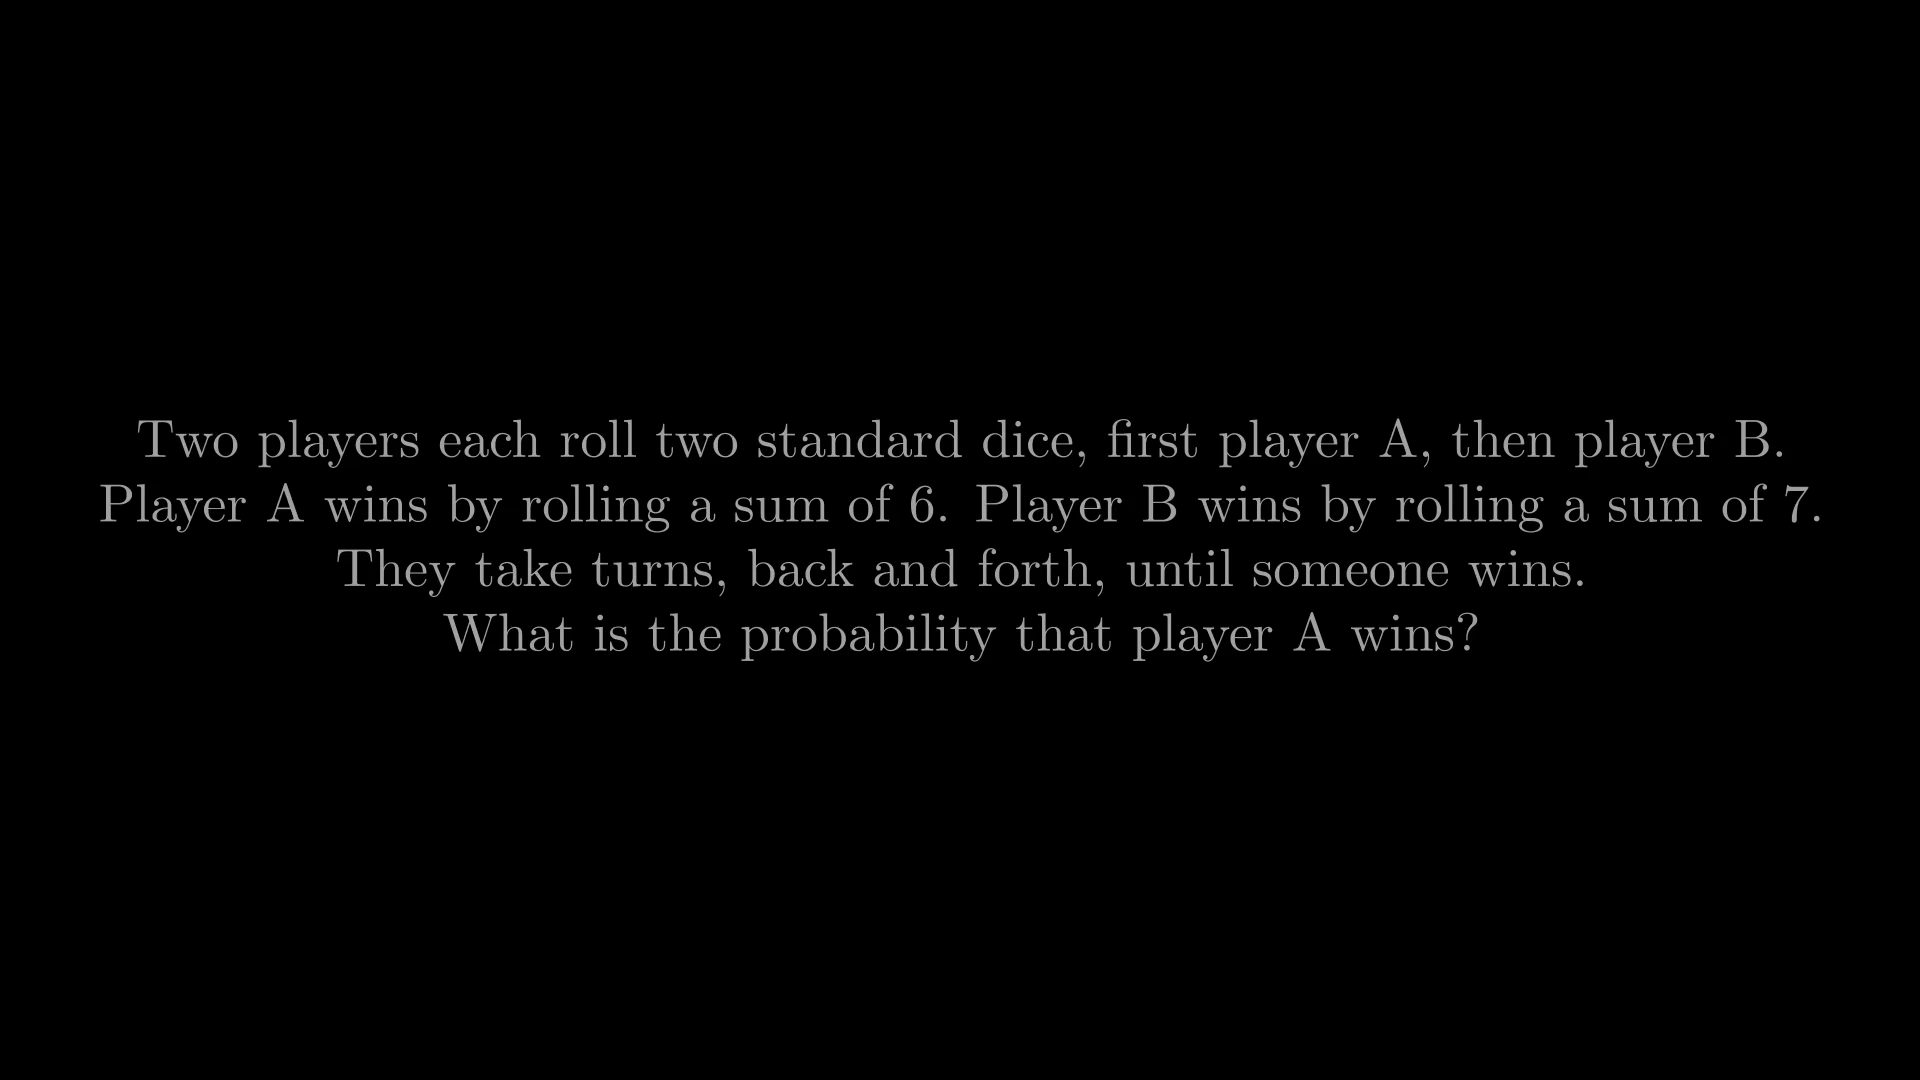 Two players each roll two standard dice, first player A, then player B.
Player A wins by rolling a sum of 6. Player B wins by rolling a sum of 7.
They take turns, back and forth, until someone wins.
What is the probability that player A wins?